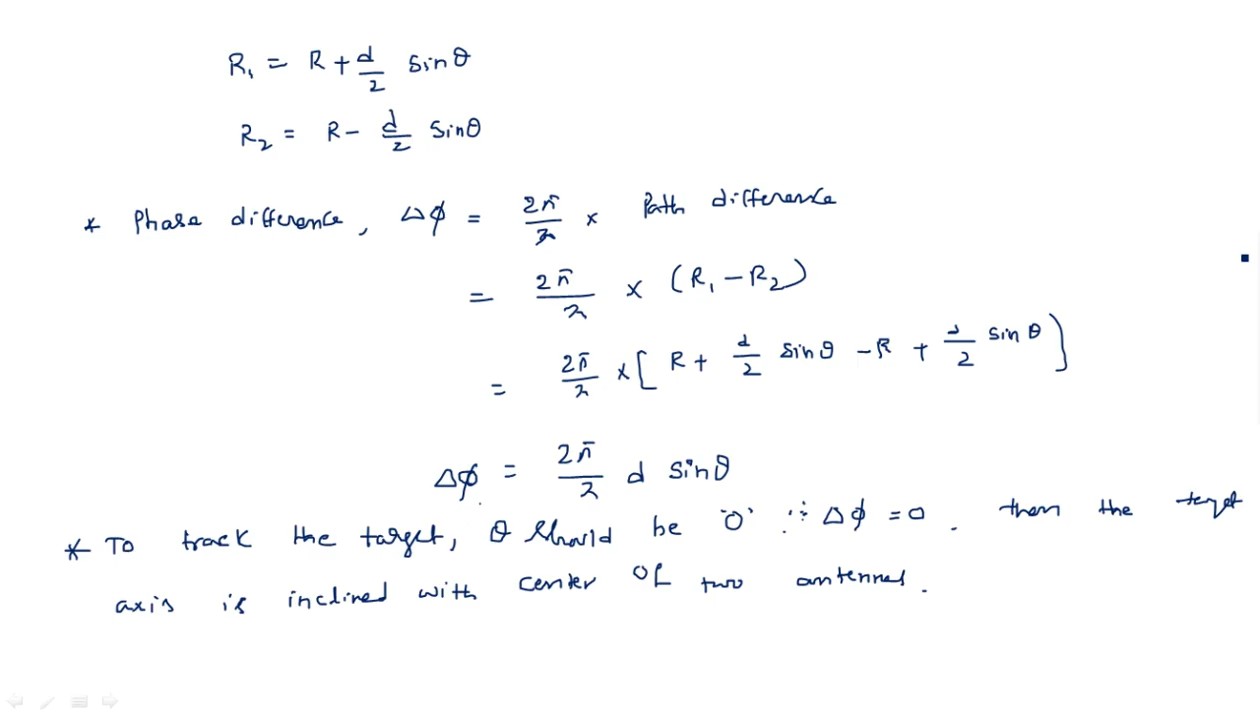 R₁ = R + d/2 sinθ
R₂ = R - d/2 sinθ
* Phase difference, Δϕ = 2π/λ × Path difference
= 2π/λ × (R₁ - R₂)
= 2π/λ × [R + d/2 sinθ - R + d/2 sinθ]
Δϕ = 2π/λ d sinθ
* To track the target, θ should be '0' ∵ Δϕ = 0. then the target
axis is inclined with center of two antennas.